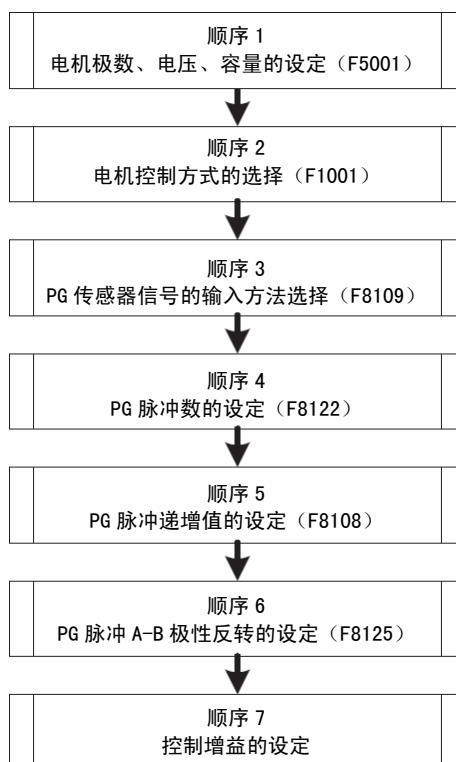 顺序 1
电机极数、电压、容量的设定（F5001）
顺序 2
电机控制方式的选择（F1001）
顺序 3
PG 传感器信号的输入方法选择（F8109）
顺序 4
PG 脉冲数的设定（F8122）
顺序 5
PG 脉冲递增值的设定（F8108）
顺序 6
PG 脉冲 A-B 极性反转的设定（F8125）
顺序 7
控制增益的设定